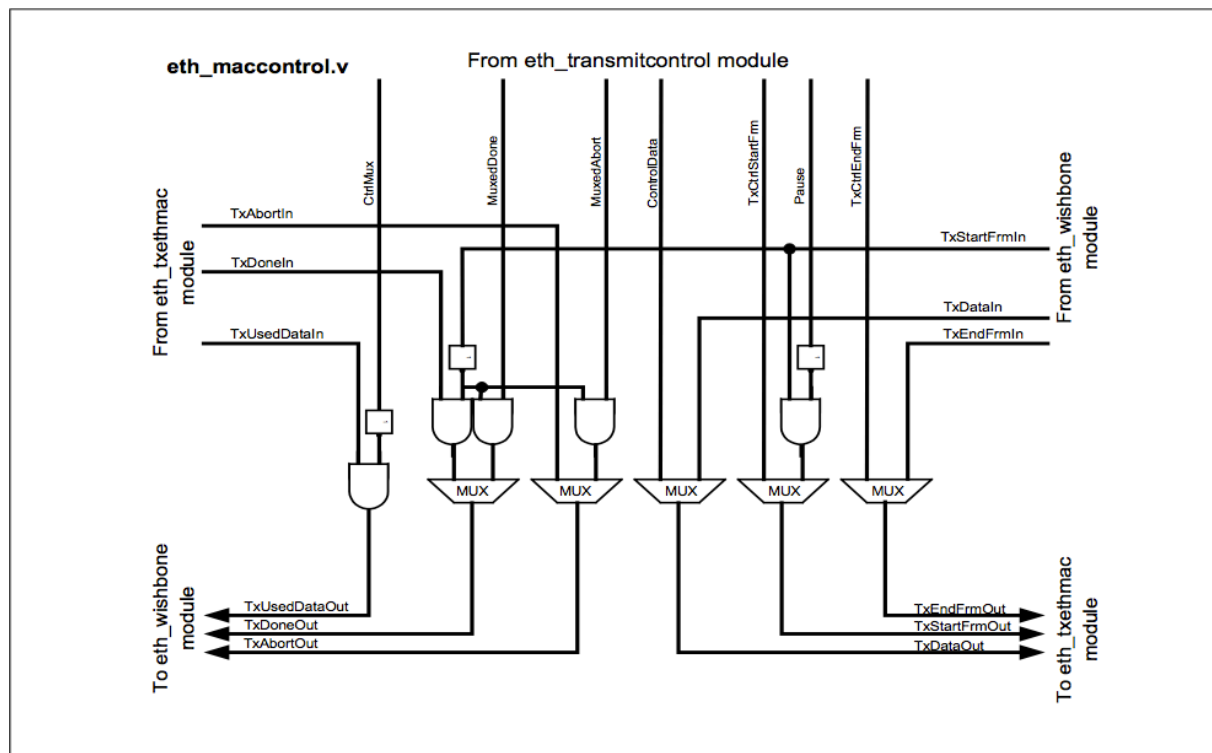 eth_maccontrol.v
From eth_transmitcontrol module
CtrlMux
MuxedDone
MuxedAbort
ControlData
TxCtrlStartFrm
Pause
TxCtrlEndFrm
From eth_txethmac
module
TxAbortIn
TxDoneIn
TxUsedDataIn
TxStartFrmIn
TxDataIn
TxEndFrmIn
From eth_wishbone
module
MUX
MUX
MUX
MUX
MUX
To eth_wishbone
module
TxUsedDataOut
TxDoneOut
TxAbortOut
TxEndFrmOut
TxStartFrmOut
TxDataOut
To eth_txethmac
module